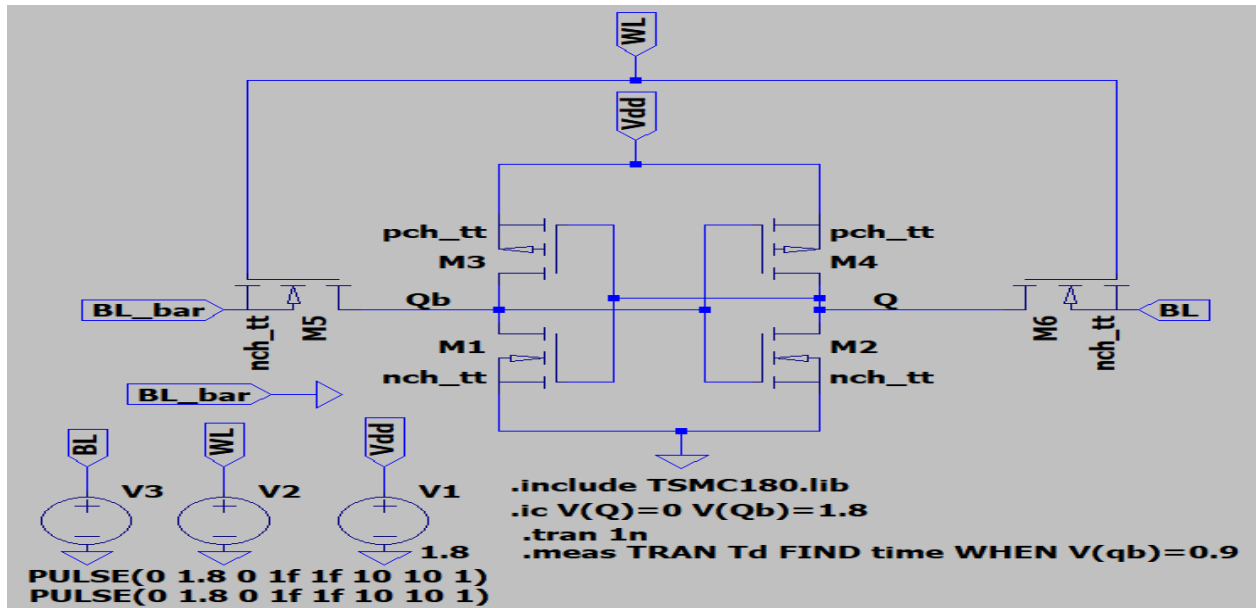 WL
Vdd
pch_tt
M3
pch_tt
M4
BL_bar
nch_tt
M5
Qb
Q
M6
nch_tt
BL
M1
nch_tt
M2
nch_tt
BL_bar
BL
WL
Vdd
V3
V2
V1
1.8
PULSE(0 1.8 0 1f 1f 10 10 1)
PULSE(0 1.8 0 1f 1f 10 10 1)
.include TSMC180.lib
.ic V(Q)=0 V(Qb)=1.8
.tran 1n
.meas TRAN Td FIND time WHEN V(qb)=0.9